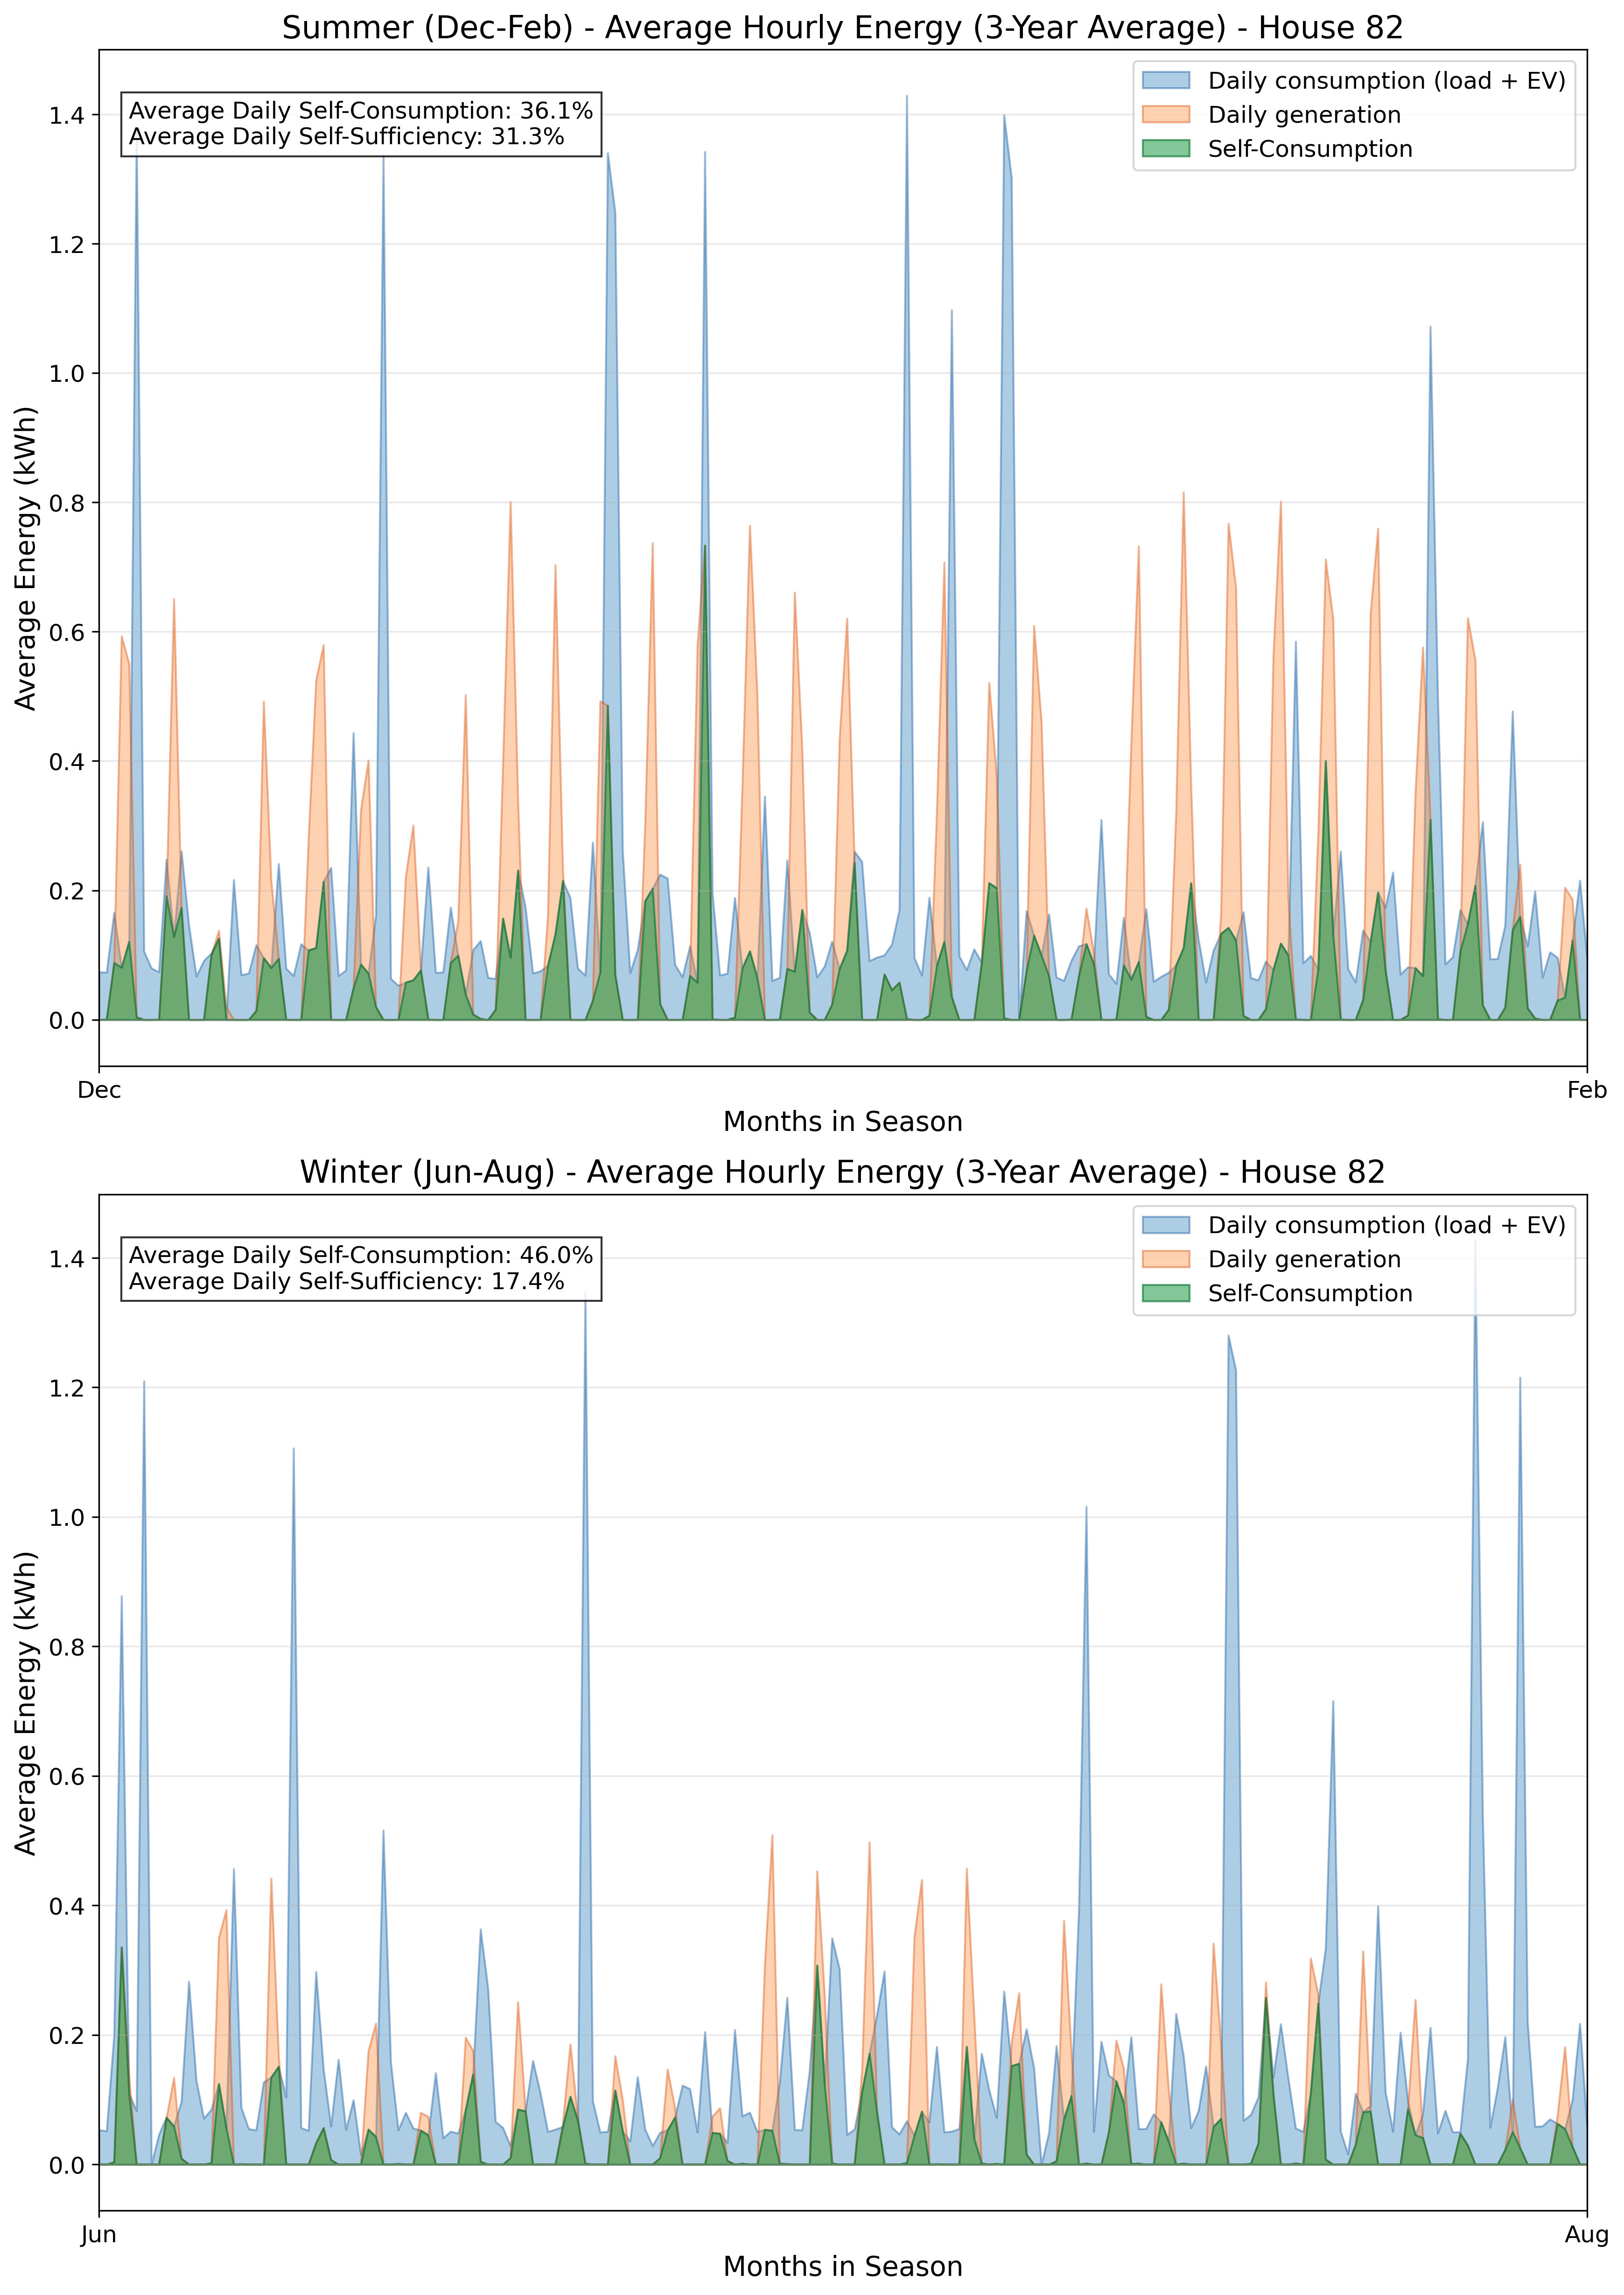 Summer (Dec-Feb) - Average Hourly Energy (3-Year Average) - House 82
Average Daily Self-Consumption: 36.1%
Average Daily Self-Sufficiency: 31.3%
Daily consumption (load + EV)
Daily generation
Self-Consumption
1.4
1.2
1.0
0.8
0.6
0.4
0.2
0.0
Average Energy (kWh)
Dec
Feb
Months in Season
Winter (Jun-Aug) - Average Hourly Energy (3-Year Average) - House 82
Average Daily Self-Consumption: 46.0%
Average Daily Self-Sufficiency: 17.4%
Daily consumption (load + EV)
Daily generation
Self-Consumption
1.4
1.2
1.0
0.8
0.6
0.4
0.2
0.0
Average Energy (kWh)
Jun
Aug
Months in Season